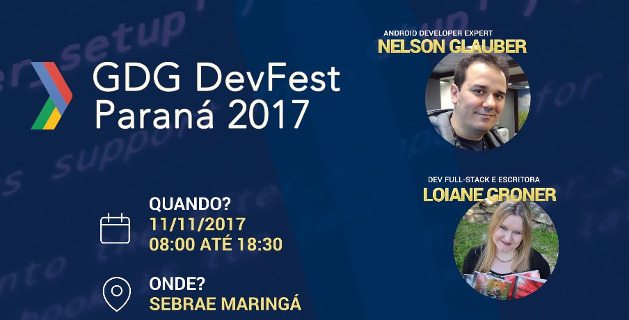 GDG DevFest
Paraná 2017
QUANDO?
11/11/2017
08:00 ATÉ 18:30
ONDE?
SEBRAE MARINGÁ
ANDROID DEVELOPER EXPERT
NELSON GLAUBER
DEV FULL-STACK E ESCRITORA
LOIANE GRONER